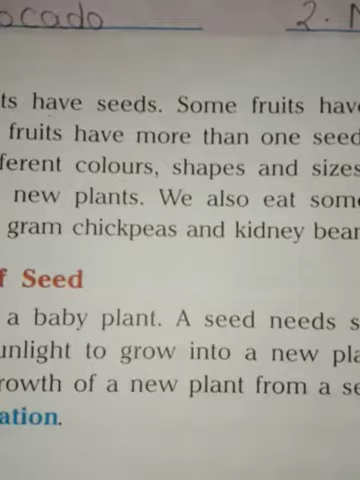 ocado 2.
ts have seeds. Some fruits hav
fruits have more than one seed
ferent colours, shapes and sizes
new plants. We also eat som
gram chickpeas and kidney bear
f Seed
a baby plant. A seed needs s
unlight to grow into a new pla
rowth of a new plant from a se
ation.